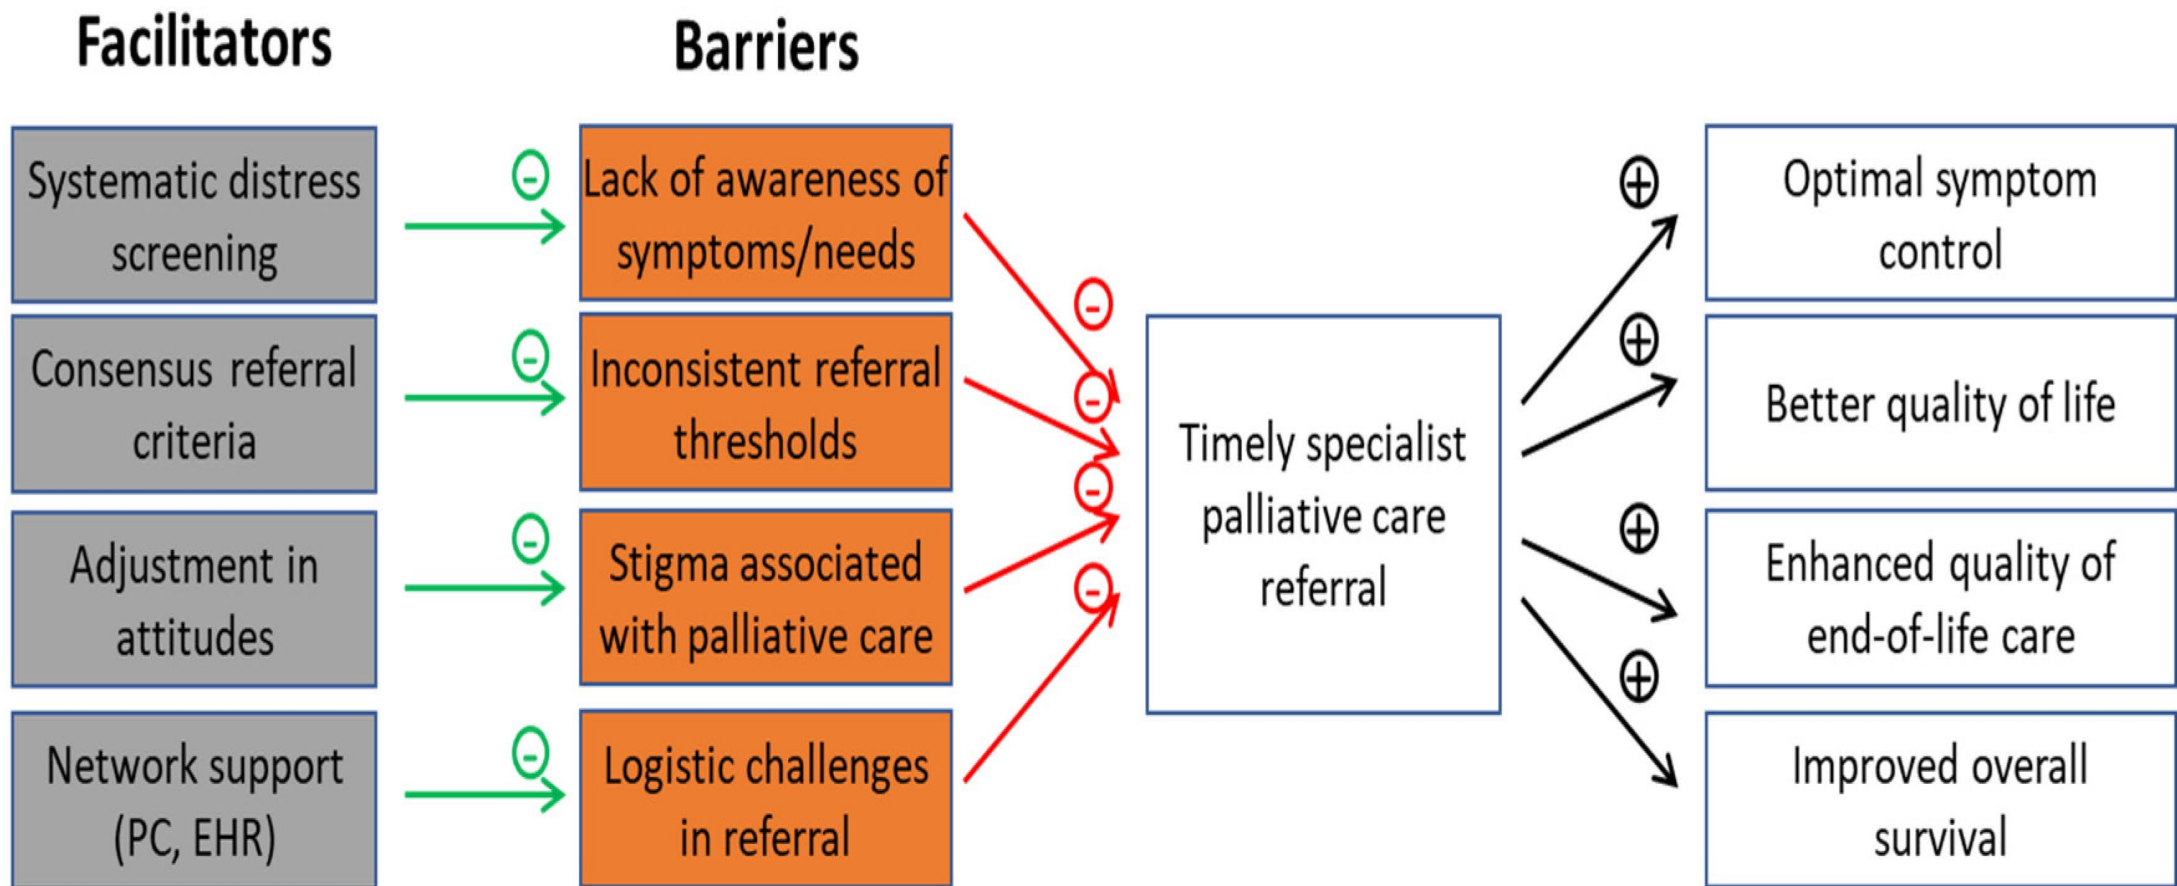 Facilitators
Barriers
Systematic distress
screening
Consensus referral
criteria
Adjustment in
attitudes
Network support
(PC, EHR)
-
-
-
-
Lack of awareness of
symptoms/needs
Inconsistent referral
thresholds
Stigma associated
with palliative care
Logistic challenges
in referral
-
-
-
-
Timely specialist
palliative care
referral
+
+
+
+
Optimal symptom
control
Better quality of life
Enhanced quality of
end-of-life care
Improved overall
survival